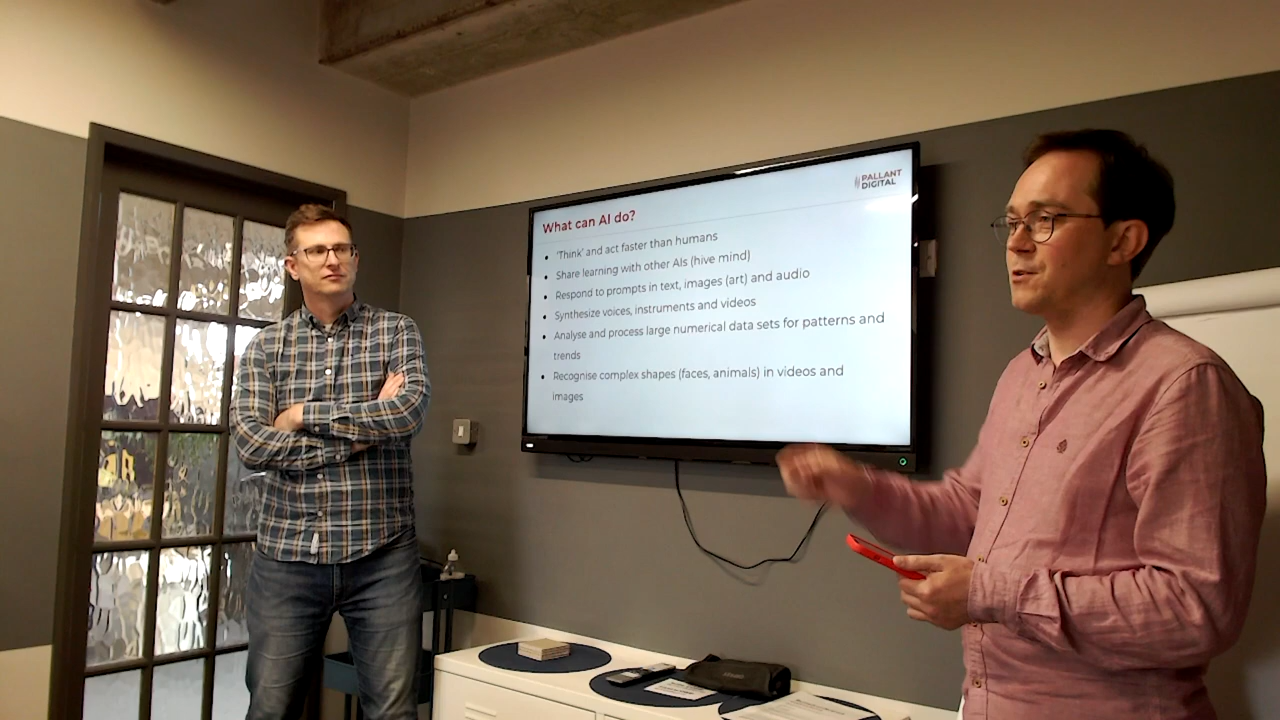 PALLANT
DIGITAL
What can AI do?
• 'Think' and act faster than humans
• Share learning with other AIs (hive mind)
• Respond to prompts in text, images (art) and audio
• Synthesize voices, instruments and videos
• Analyse and process large numerical data sets for patterns and
trends
• Recognise complex shapes (faces, animals) in videos and
images